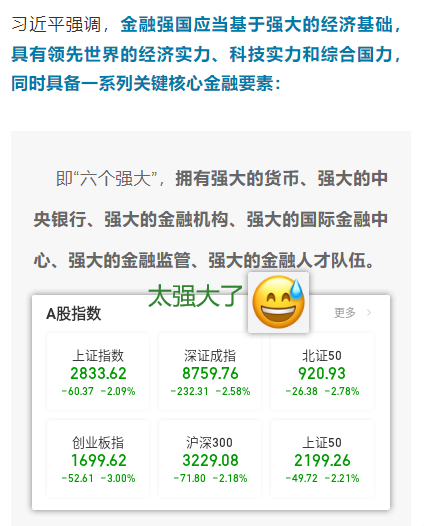 习近平强调，金融强国应当基于强大的经济基础，
具有领先世界的经济实力、科技实力和综合国力，
同时具备一系列关键核心金融要素：
即“六个强大”，拥有强大的货币、强大的中
央银行、强大的金融机构、强大的国际金融中
心、强大的金融监管、强大的金融人才队伍。
太强大了
A股指数 更多 >
上证指数 深证成指 北证50
2833.62 8759.76 920.93
-60.37 -2.09% -232.31 -2.58% -26.38 -2.78%
创业板指 沪深300 上证50
1699.62 3229.08 2199.26
-52.61 -3.00% -71.80 -2.18% -49.72 -2.21%